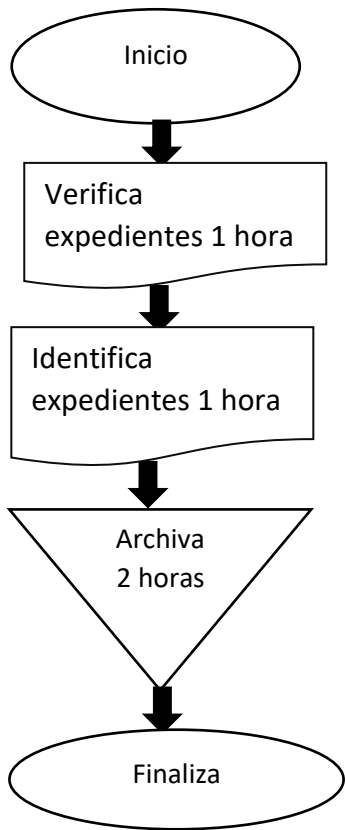 Inicio
Verifica
expedientes 1 hora
Identifica
expedientes 1 hora
Archiva
2 horas
Finaliza